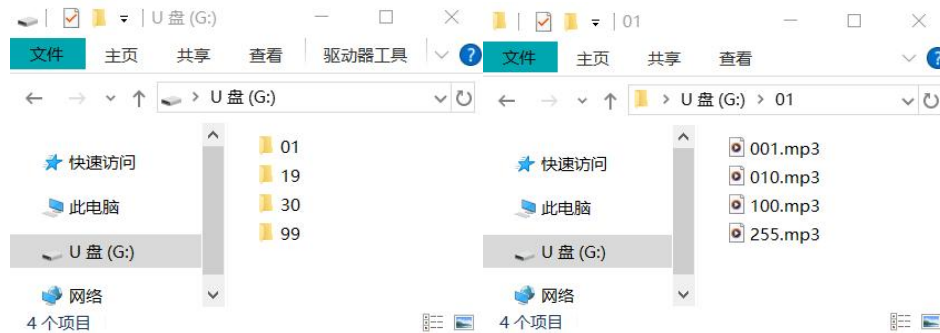 U 盘 (G:)
文件 主页 共享 查看 驱动器工具
U 盘 (G:)
快速访问
此电脑
U 盘 (G:)
网络
01
19
30
99
4 个项目
01
文件 主页 共享 查看
U 盘 (G:) > 01
快速访问
此电脑
U 盘 (G:)
网络
001.mp3
010.mp3
100.mp3
255.mp3
4 个项目